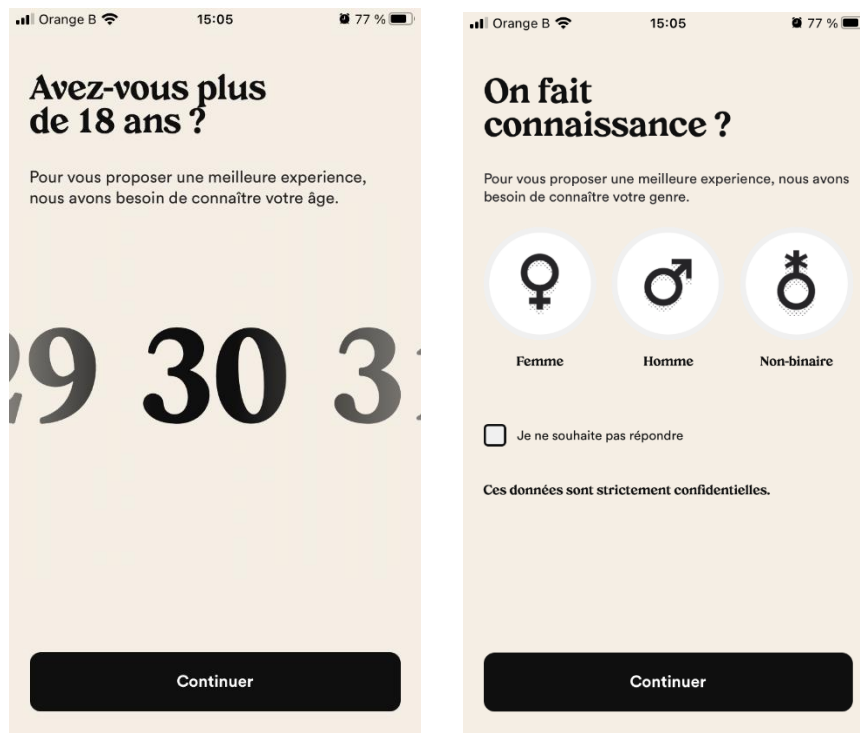 Orange B 15:05 77 %
Avez-vous plus
de 18 ans ?
Pour vous proposer une meilleure experience,
nous avons besoin de connaître votre âge.
29 30 31
Continuer
Orange B 15:05 77 %
On fait
connaissance ?
Pour vous proposer une meilleure experience, nous avons
besoin de connaître votre genre.
Femme Homme Non-binaire
Je ne souhaite pas répondre
Ces données sont strictement confidentielles.
Continuer